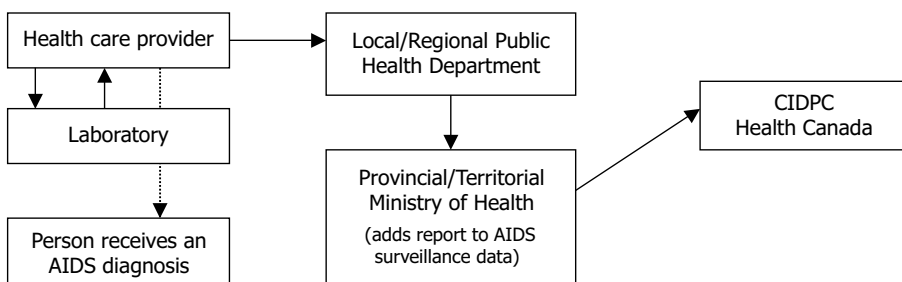 Health care provider
Laboratory
Person receives an
AIDS diagnosis
Local/Regional Public
Health Department
Provincial/Territorial
Ministry of Health
(adds report to AIDS
surveillance data)
CIDPC
Health Canada